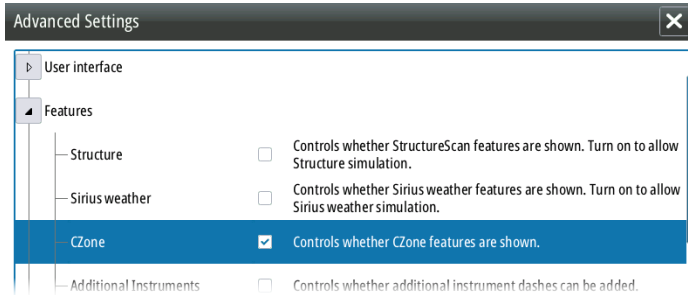 Advanced Settings
User interface
Features
Structure
Controls whether StructureScan features are shown. Turn on to allow
Structure simulation.
Sirius weather
Controls whether Sirius weather features are shown. Turn on to allow
Sirius weather simulation.
CZone
Controls whether CZone features are shown.
Additional Instruments
Controls whether additional instrument dashes can be added.